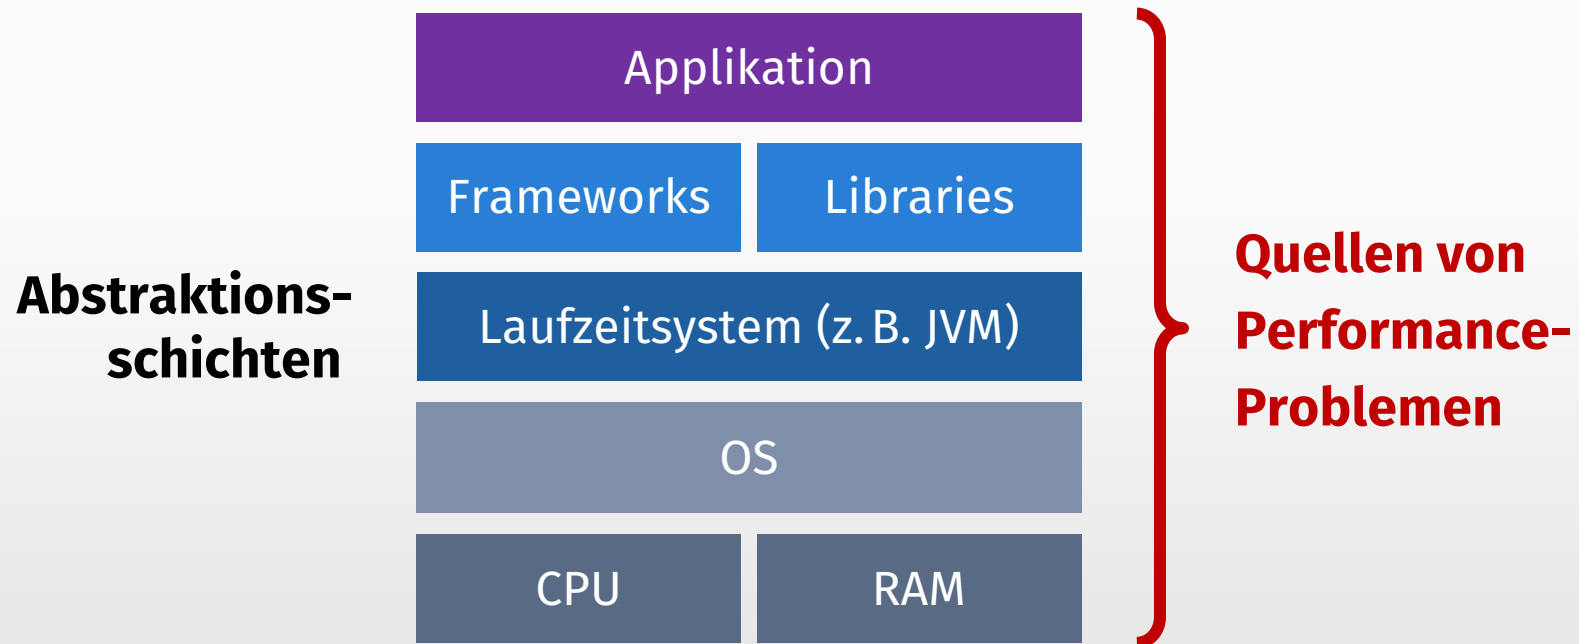 Abstraktions-
schichten
Applikation
Frameworks
Libraries
Laufzeitsystem (z. B. JVM)
OS
CPU
RAM
Quellen von
Performance-
Problemen